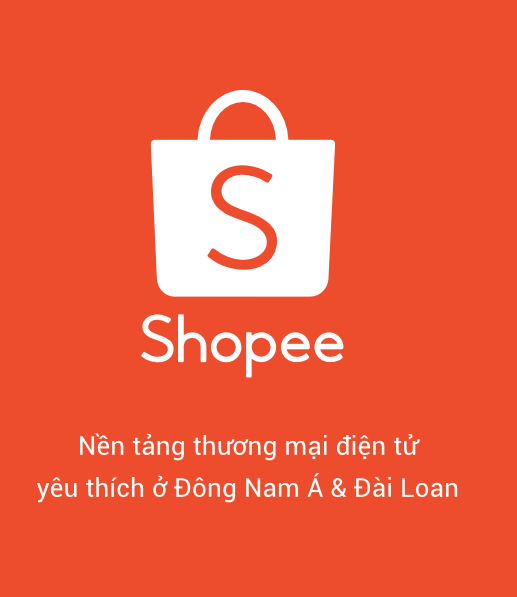 S
Shopee
Nền tảng thương mại điện tử
yêu thích ở Đông Nam Á & Đài Loan